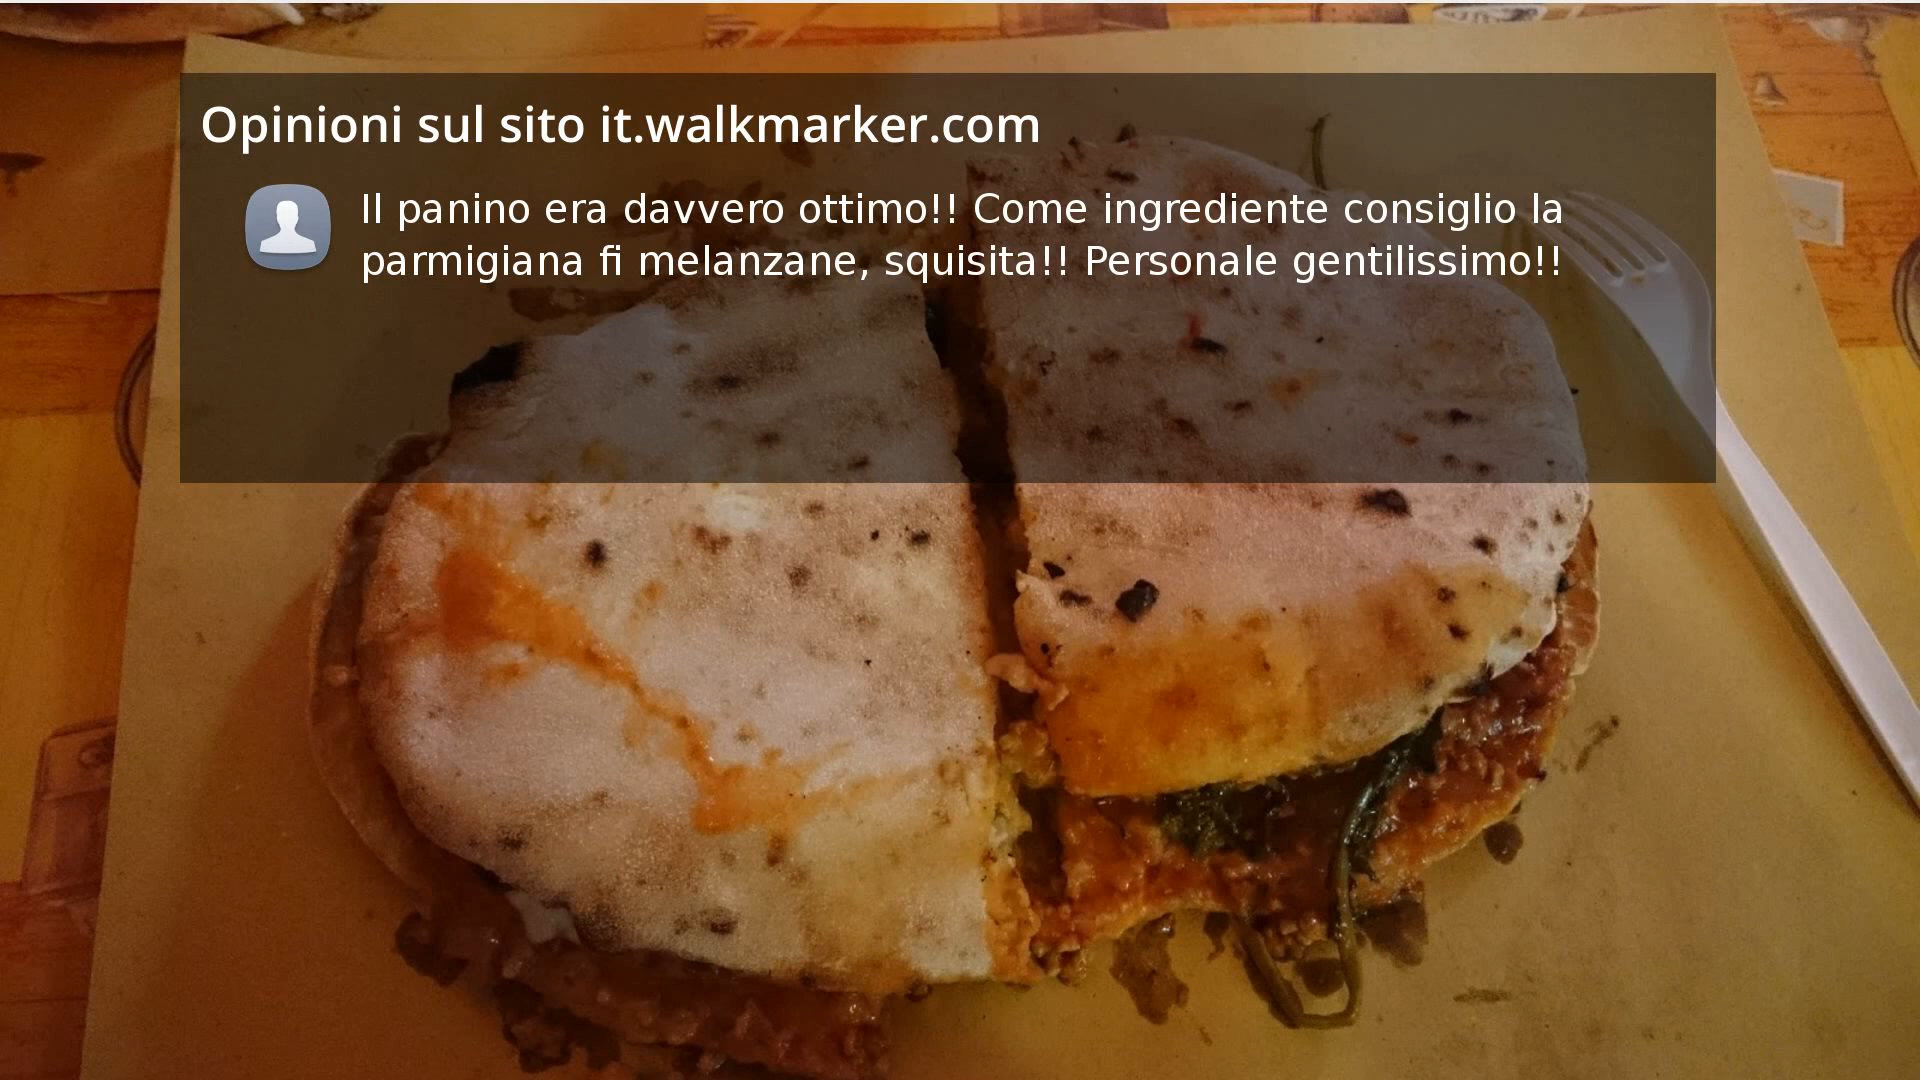 Opinioni sul sito it.walkmarker.com
Il panino era davvero ottimo!! Come ingrediente consiglio la
parmigiana fi melanzane, squisita!! Personale gentilissimo!!